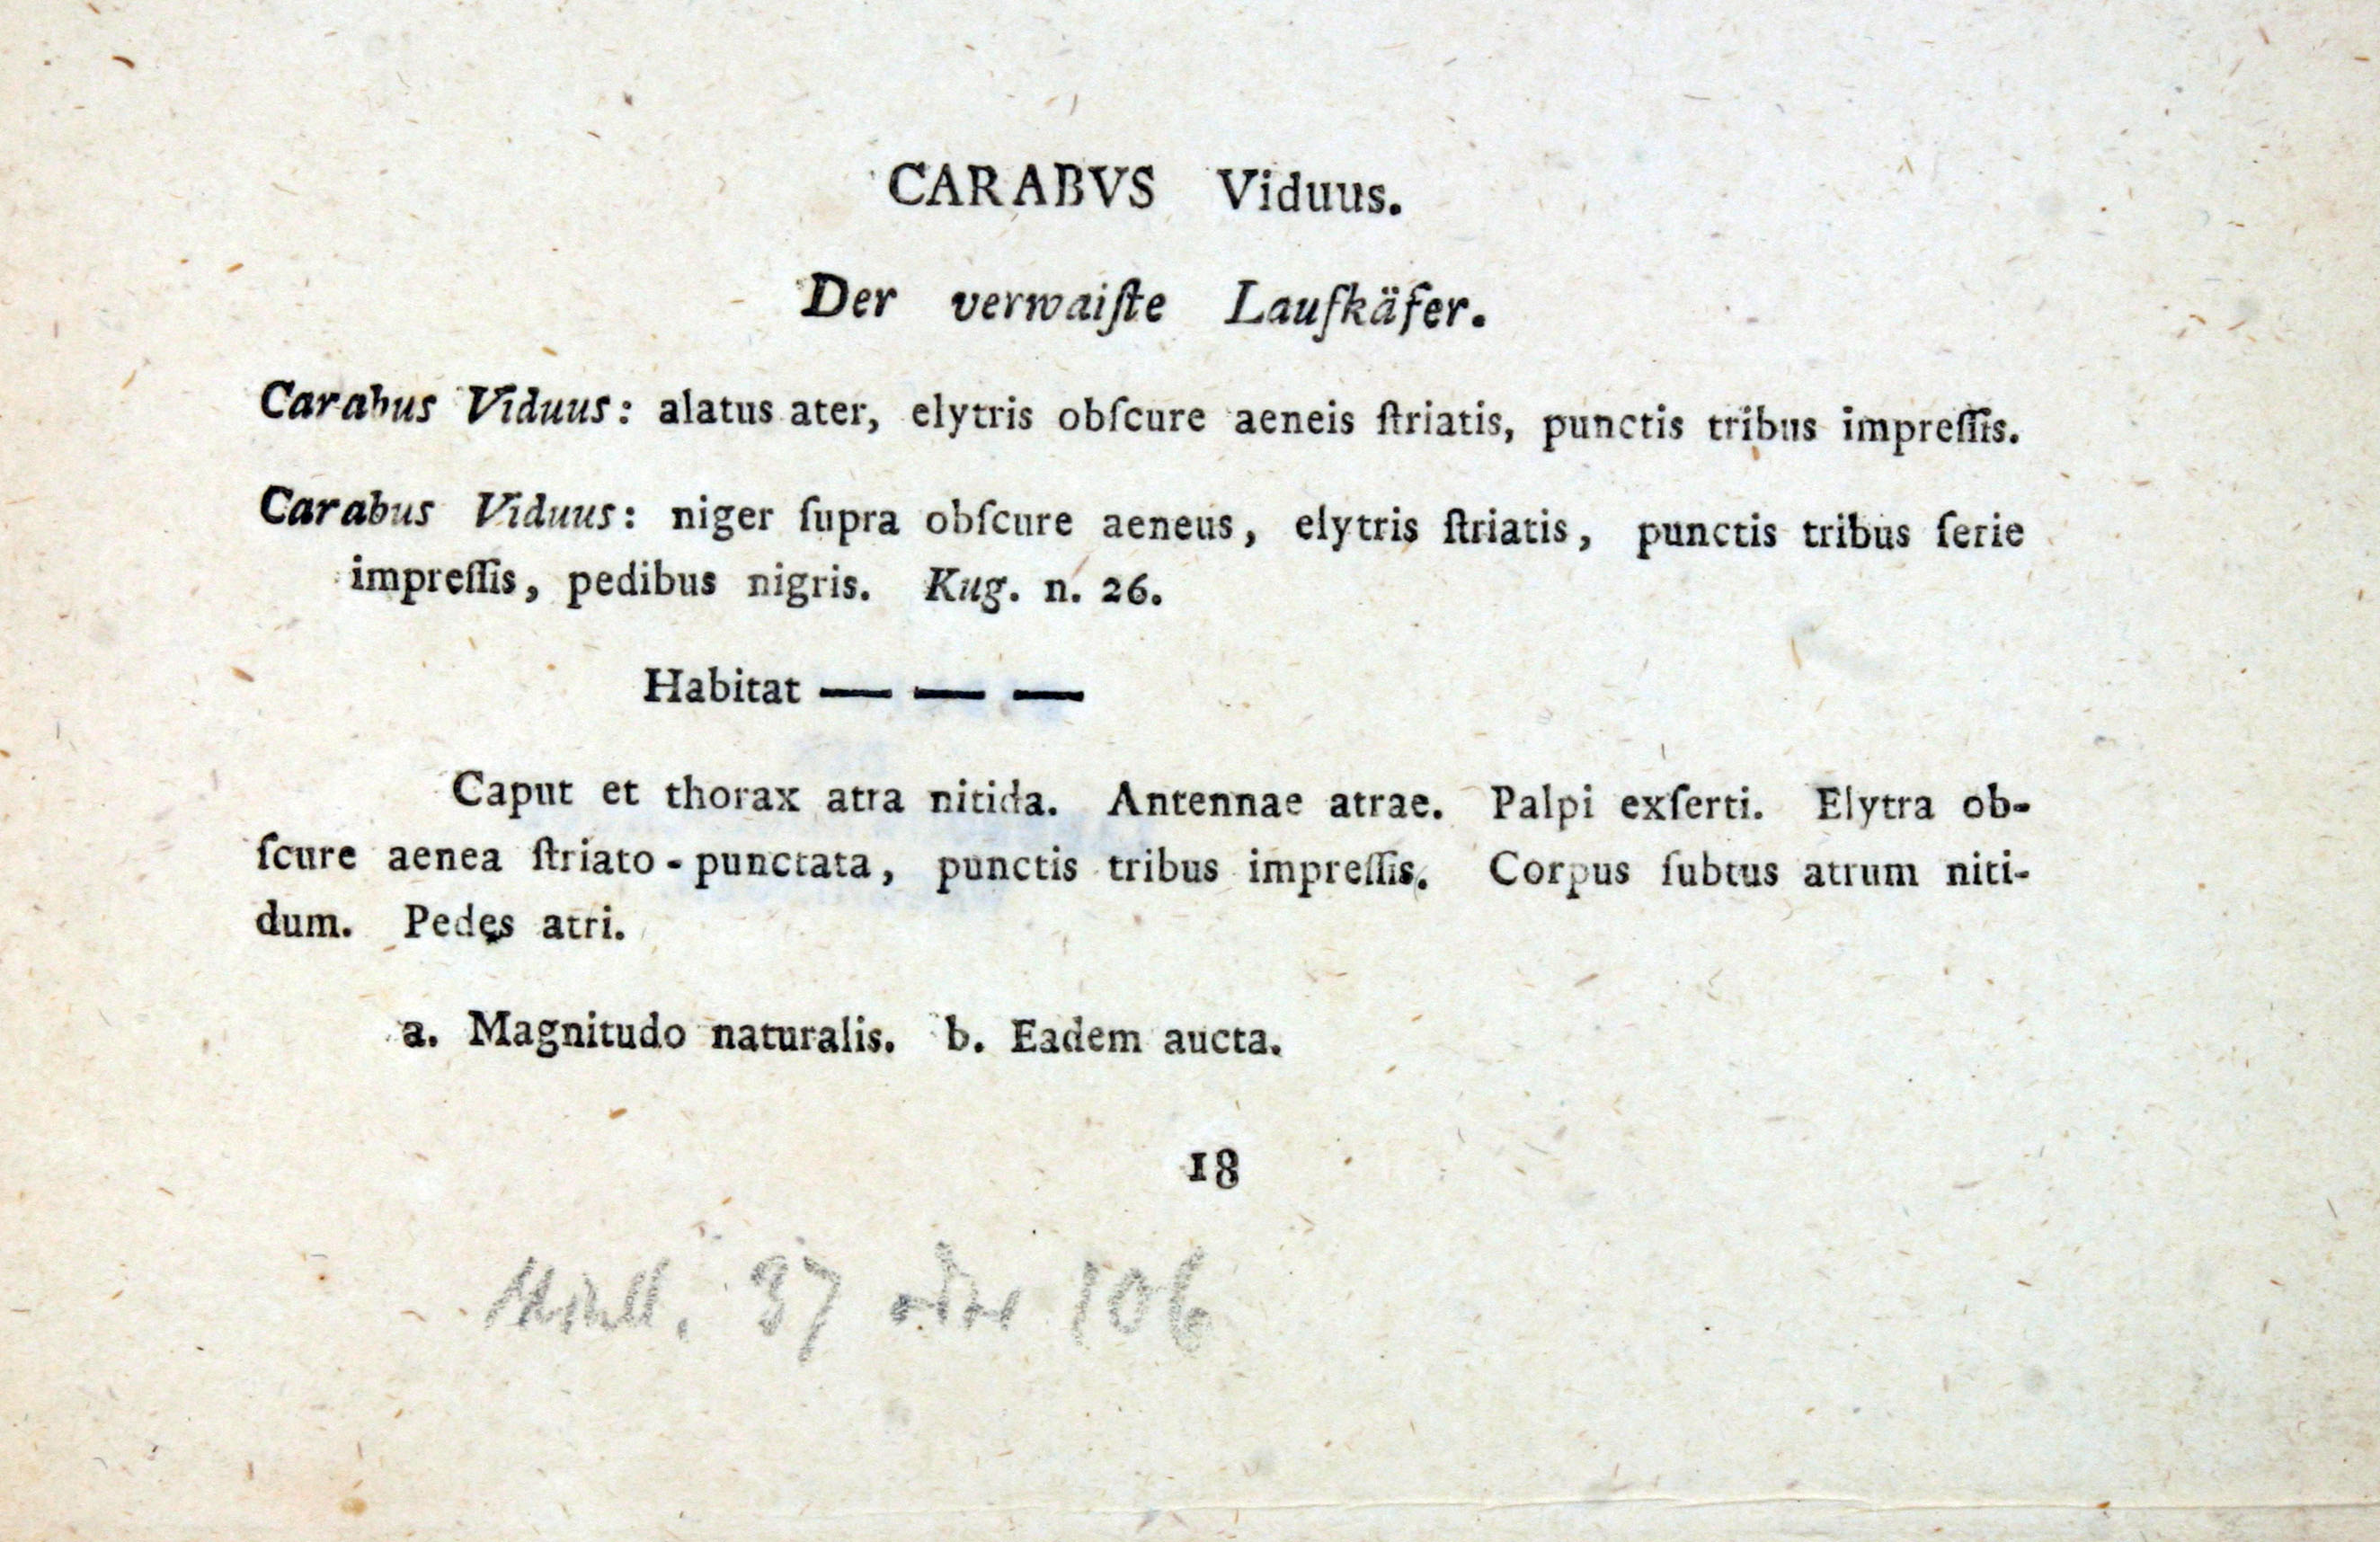 CARABVS Viduus.
Der verwaiſte Laufkäfer.
Carabus Viduus: alatus ater, elytris obſcure aeneis ſtriatis, punctis tribus impreſſis.
Carabus Viduus: niger ſupra obſcure aeneus, elytris ſtriatis, punctis tribus ſerie
impreſſis, pedibus nigris. Kug. n. 26.
Habitat — — —
Caput et thorax atra nitida. Antennae atrae. Palpi exſerti. Elytra ob-
ſcure aenea ſtriato-punctata, punctis tribus impreſſis. Corpus ſubtus atrum niti-
dum. Pedes atri.
a. Magnitudo naturalis. b. Eadem aucta.
18
37 106